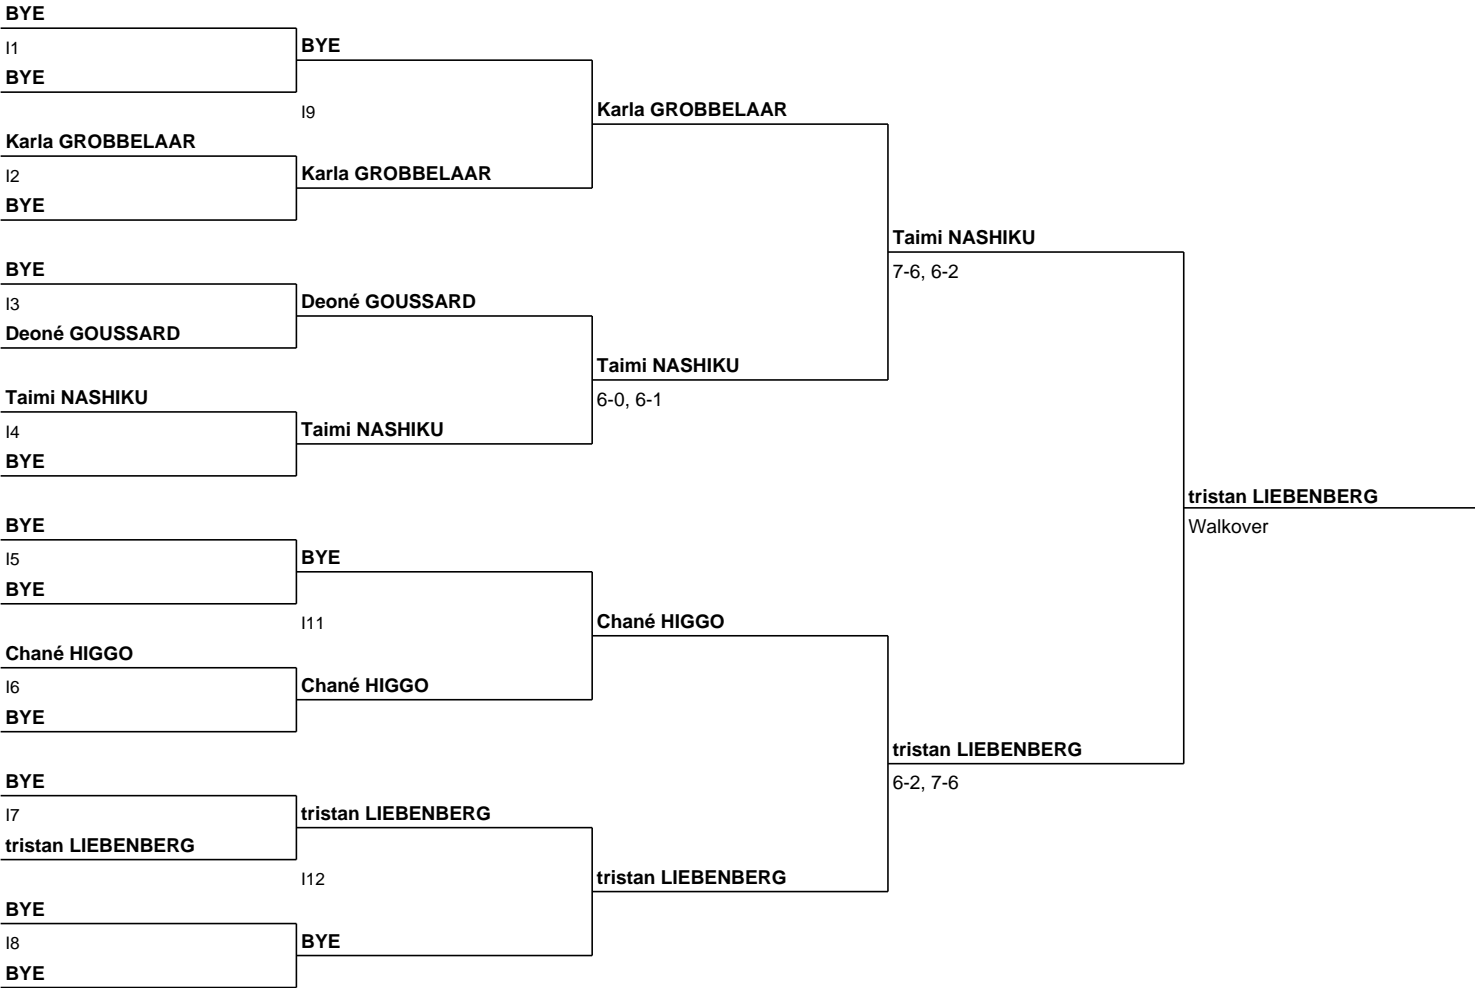 BYE
I1
BYE
BYE
I9
Karla GROBBELAAR
Karla GROBBELAAR
I2
Karla GROBBELAAR
BYE
Taimi NASHIKU
7-6, 6-2
BYE
I3
Deoné GOUSSARD
Deoné GOUSSARD
Taimi NASHIKU
6-0, 6-1
Taimi NASHIKU
I4
Taimi NASHIKU
BYE
tristan LIEBENBERG
Walkover
BYE
I5
BYE
BYE
I11
Chané HIGGO
Chané HIGGO
I6
Chané HIGGO
BYE
tristan LIEBENBERG
6-2, 7-6
BYE
I7
tristan LIEBENBERG
tristan LIEBENBERG
I12
tristan LIEBENBERG
BYE
I8
BYE
BYE